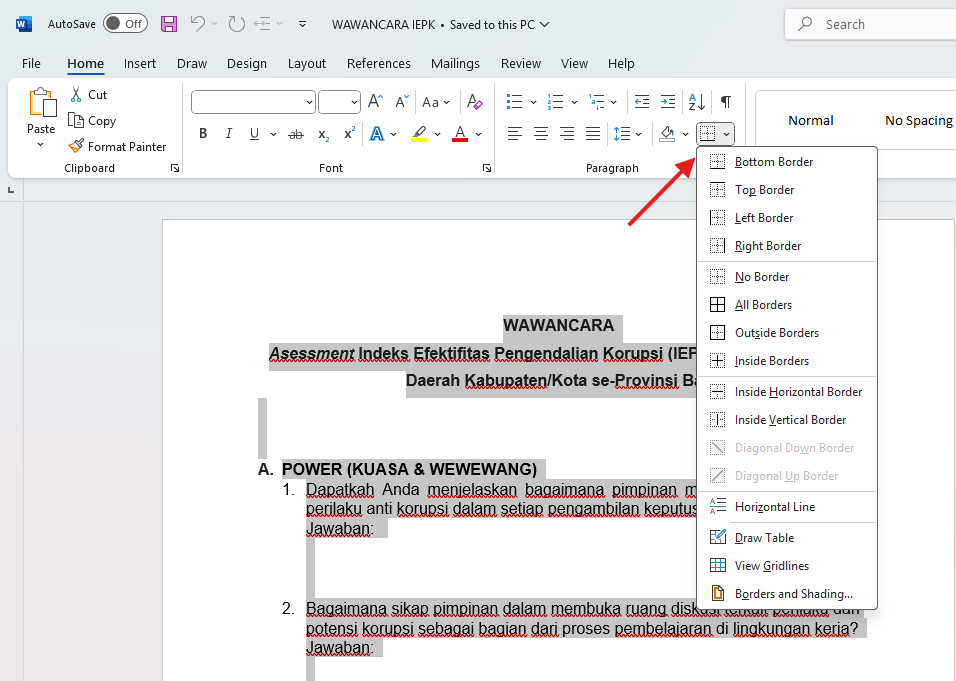 AutoSave Off WAWANCARA IEPK • Saved to this PC Search
File Home Insert Draw Design Layout References Mailings Review View Help
Paste
Cut
Copy
Format Painter
Clipboard
Aa
B I U ab x₂ x² A A
Font
Paragraph
Normal No Spacing
Bottom Border
Top Border
Left Border
Right Border
No Border
All Borders
Outside Borders
Inside Borders
Inside Horizontal Border
Inside Vertical Border
Diagonal Down Border
Diagonal Up Border
Horizontal Line
Draw Table
View Gridlines
Borders and Shading...
WAWANCARA
Asessment Indeks Efektifitas Pengendalian Korupsi (IEP
Daerah Kabupaten/Kota se-Provinsi Ba
A. POWER (KUASA & WEWEWANG)
1. Dapatkah Anda menjelaskan bagaimana pimpinan m
perilaku anti korupsi dalam setiap pengambilan keputus
Jawaban:
2. Bagaimana sikap pimpinan dalam membuka ruang diskusi terkait perilaku dan
potensi korupsi sebagai bagian dari proses pembelajaran di lingkungan kerja?
Jawaban: